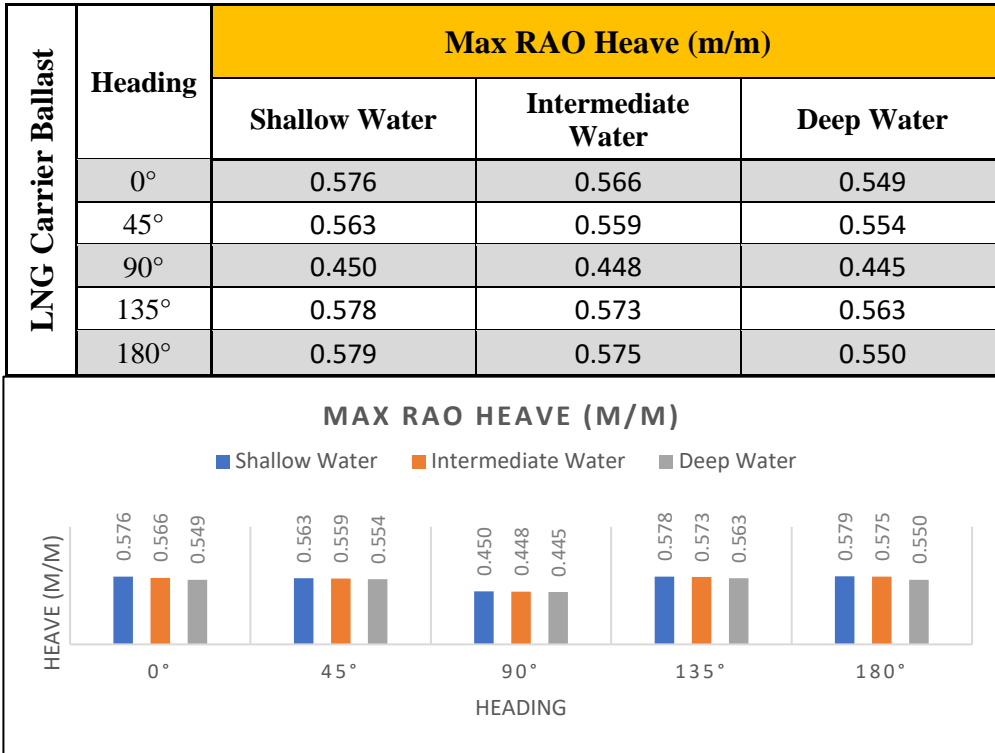 LNG Carrier Ballast
Heading
Max RAO Heave (m/m)
Shallow Water
Intermediate
Water
Deep Water
0° 0.576 0.566 0.549
45° 0.563 0.559 0.554
90° 0.450 0.448 0.445
135° 0.578 0.573 0.563
180° 0.579 0.575 0.550
MAX RAO HEAVE (M/M)
Shallow Water Intermediate Water Deep Water
HEAVE (M/M)
0.576 0.566 0.549 0.563 0.559 0.554 0.450 0.448 0.445 0.578 0.573 0.563 0.579 0.575 0.550
0° 45° 90° 135° 180°
HEADING